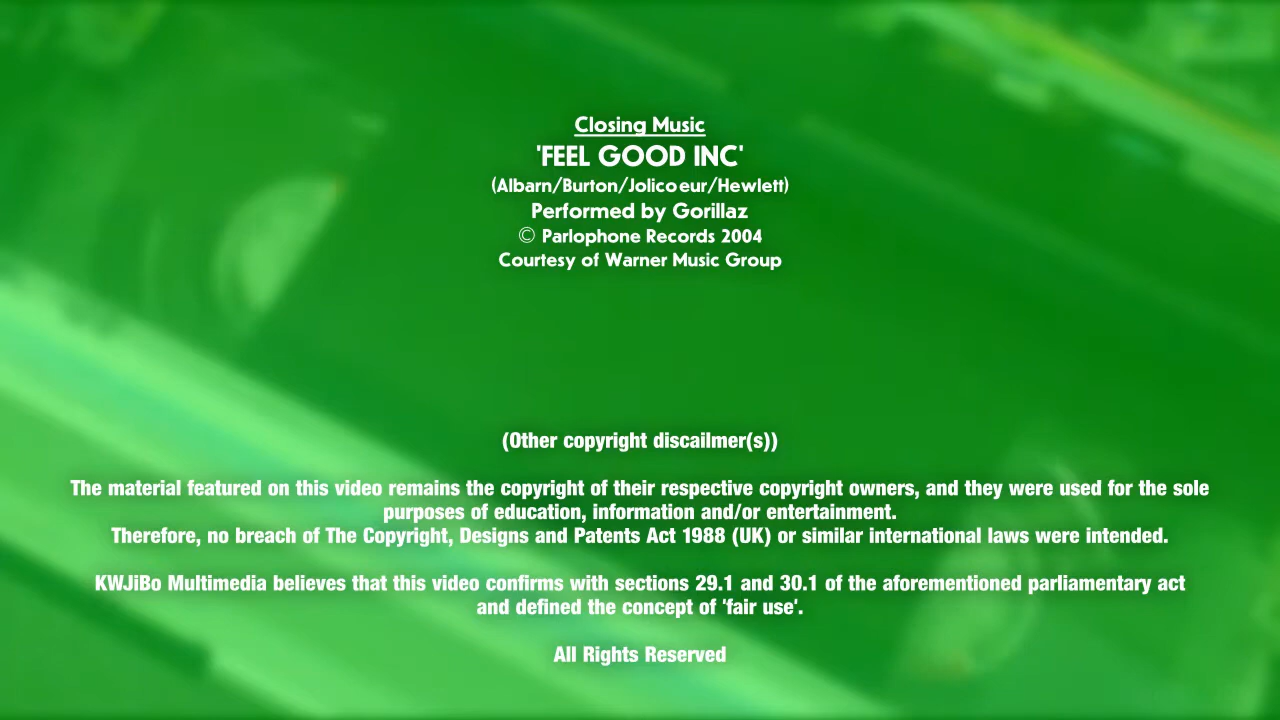 Closing Music
'FEEL GOOD INC'
(Albarn/Burton/Jolicoeur/Hewlett)
Performed by Gorillaz
© Parlophone Records 2004
Courtesy of Warner Music Group
(Other copyright discailmer(s))
The material featured on this video remains the copyright of their respective copyright owners, and they were used for the sole
purposes of education, information and/or entertainment.
Therefore, no breach of The Copyright, Designs and Patents Act 1988 (UK) or similar international laws were intended.
KWJiBo Multimedia believes that this video confirms with sections 29.1 and 30.1 of the aforementioned parliamentary act
and defined the concept of 'fair use'.
All Rights Reserved